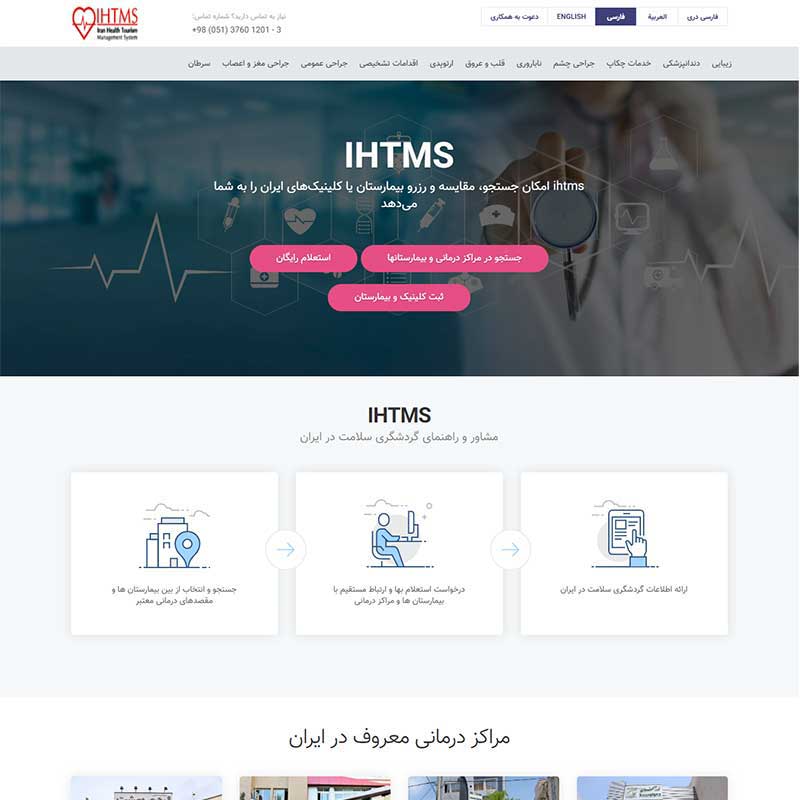 IHTMS
Iran Health Tourism
Management System
نیاز به تماس دارید؟ شماره تماس:
+98 (051) 3760 1201 - 3
فارسی دری
العربية
فارسی
ENGLISH
دعوت به همکاری
زیبایی دندانپزشکی خدمات چکاپ جراحی چشم ناباروری قلب و عروق ارتوپدی اقدامات تشخیصی جراحی عمومی جراحی مغز و اعصاب سرطان
IHTMS
ihtms امکان جستجو، مقایسه و رزرو بیمارستان یا کلینیک‌های ایران را به شما
می‌دهد
جستجو در مراکز درمانی و بیمارستانها
استعلام رایگان
ثبت کلینیک و بیمارستان
IHTMS
مشاور و راهنمای گردشگری سلامت در ایران
ارائه اطلاعات گردشگری سلامت در ایران
درخواست استعلام بها و ارتباط مستقیم با
بیمارستان ها و مراکز درمانی
جستجو و انتخاب از بین بیمارستان ها و
مقصدهای درمانی معتبر
مراکز درمانی معروف در ایران